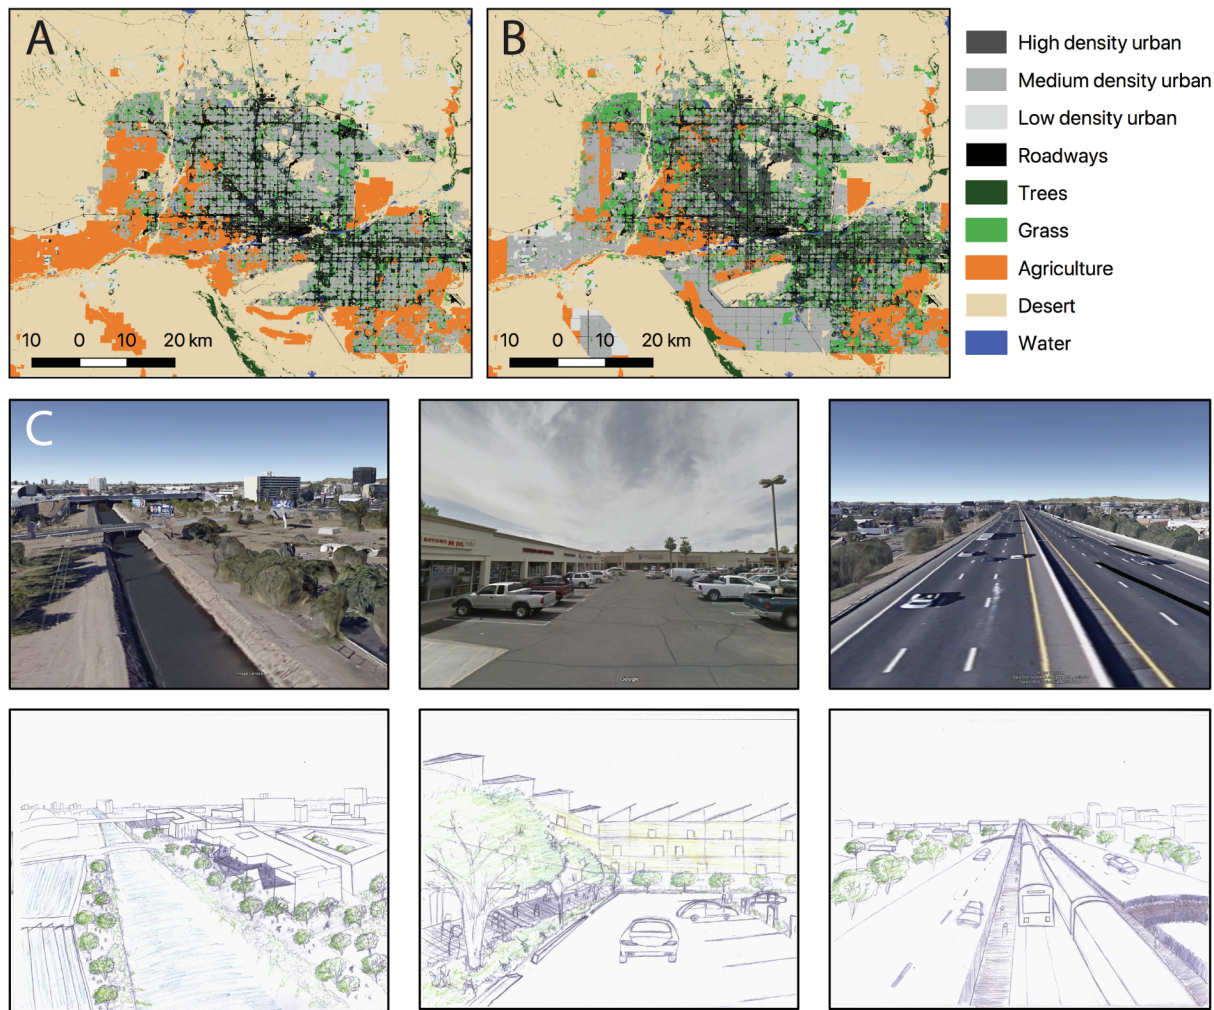 A
B
10 0 10 20 km
10 0 10 20 km
High density urban
Medium density urban
Low density urban
Roadways
Trees
Grass
Agriculture
Desert
Water
C
Google